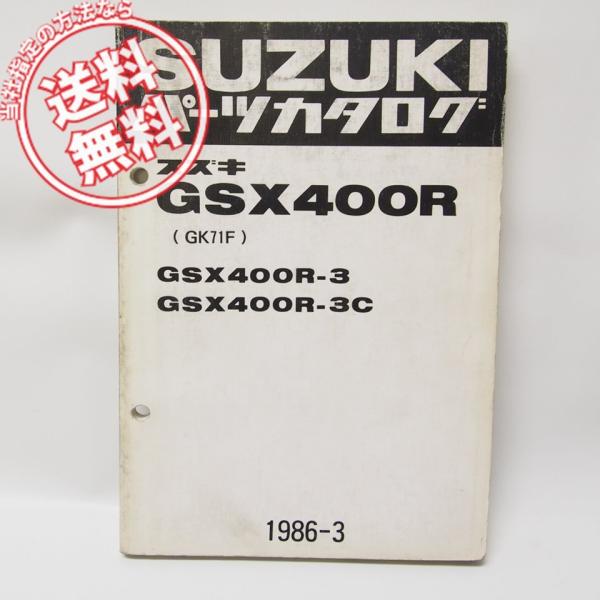 当社指定の方法なら
送料
無料
SUZUKI
パーツカタログ
スズキ
GSX400R
( GK71F )
GSX400R-3
GSX400R-3C
1986-3